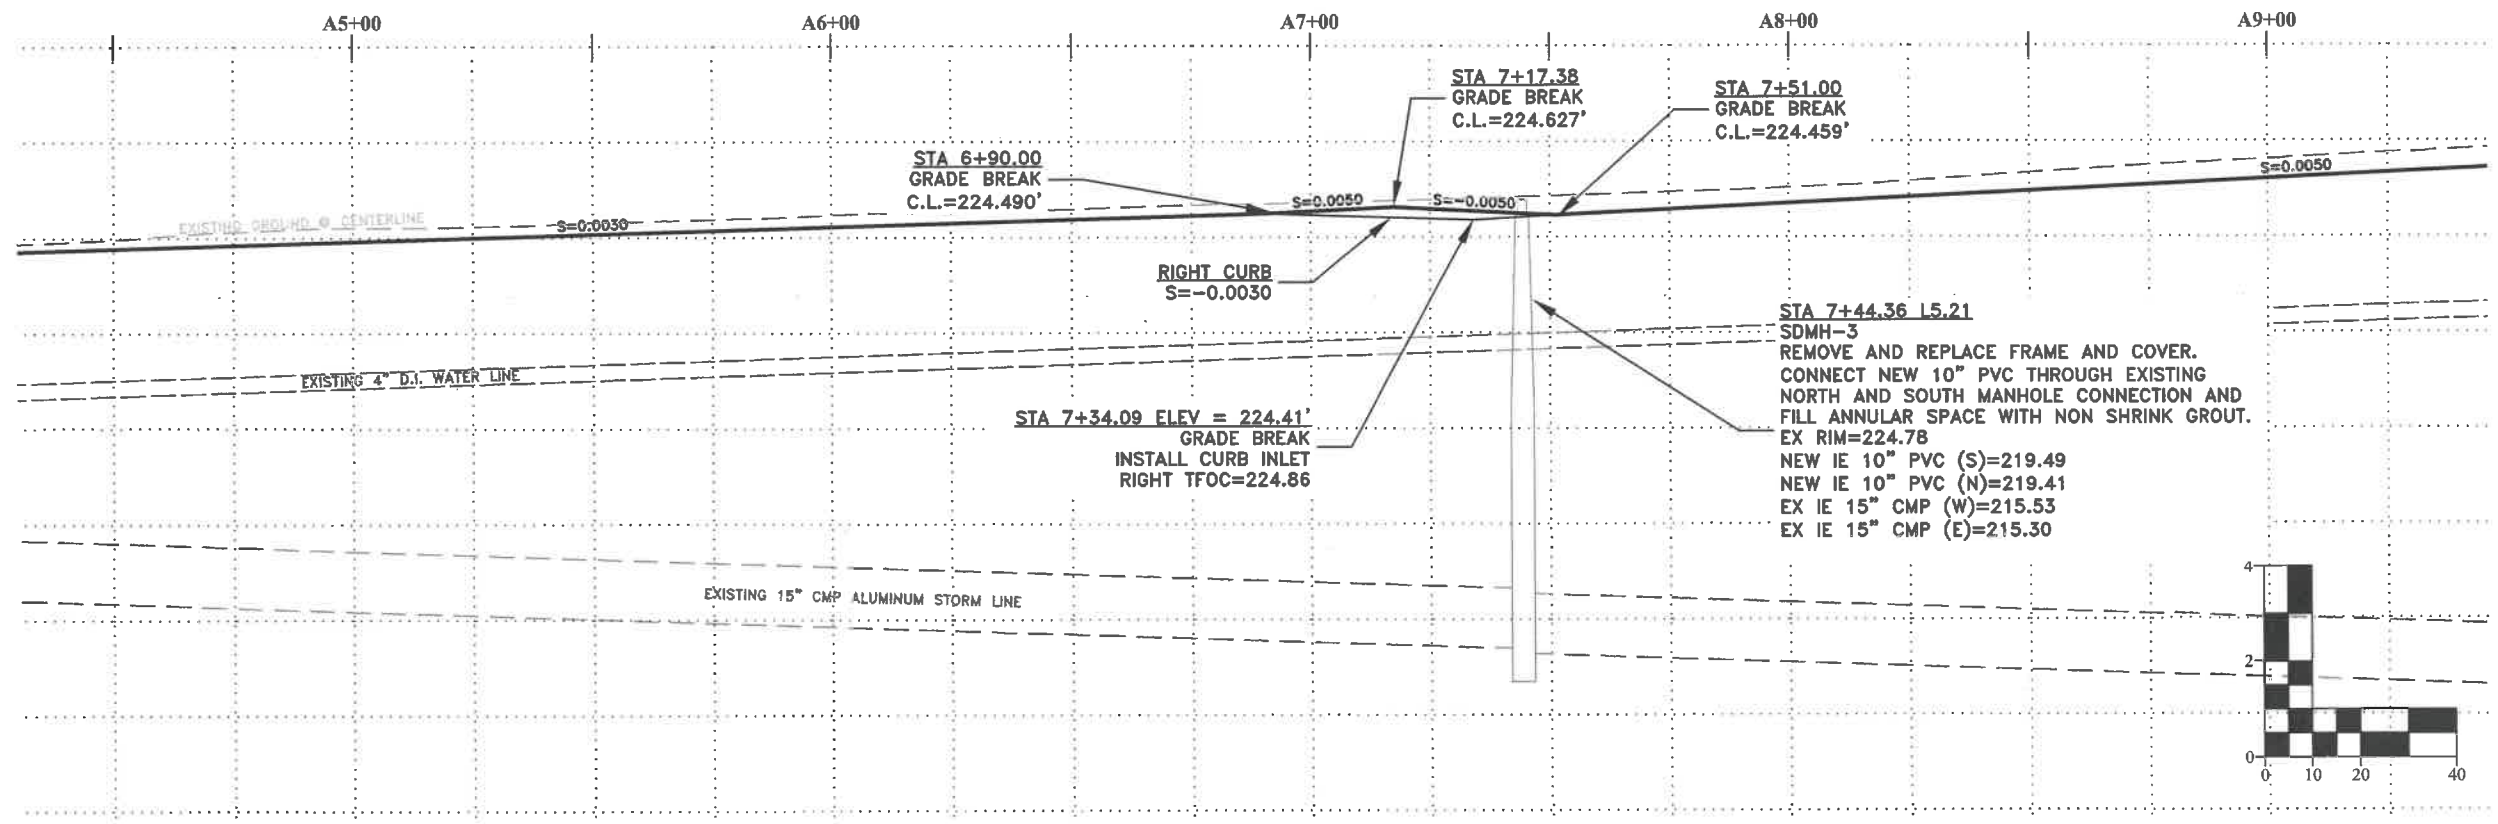 A5+00
A6+00
A7+00
A8+00
A9+00
STA 7+17.38
GRADE BREAK
C.L.=224.627'
STA 7+51.00
GRADE BREAK
C.L.=224.459'
STA 6+90.00
GRADE BREAK
C.L.=224.490'
EXISTING GROUND @ CENTERLINE
S=0.0030
S=0.0050
S=-0.0050
S=0.0050
RIGHT CURB
S=-0.0030
EXISTING 4" D.I. WATER LINE
STA 7+34.09 ELEV = 224.41'
GRADE BREAK
INSTALL CURB INLET
RIGHT TFOC=224.86
STA 7+44.36 L5.21
SDMH-3
REMOVE AND REPLACE FRAME AND COVER.
CONNECT NEW 10" PVC THROUGH EXISTING
NORTH AND SOUTH MANHOLE CONNECTION AND
FILL ANNULAR SPACE WITH NON SHRINK GROUT.
EX RIM=224.78
NEW IE 10" PVC (S)=219.49
NEW IE 10" PVC (N)=219.41
EX IE 15" CMP (W)=215.53
EX IE 15" CMP (E)=215.30
EXISTING 15" CMP ALUMINUM STORM LINE
4
2
0
0 10 20 40